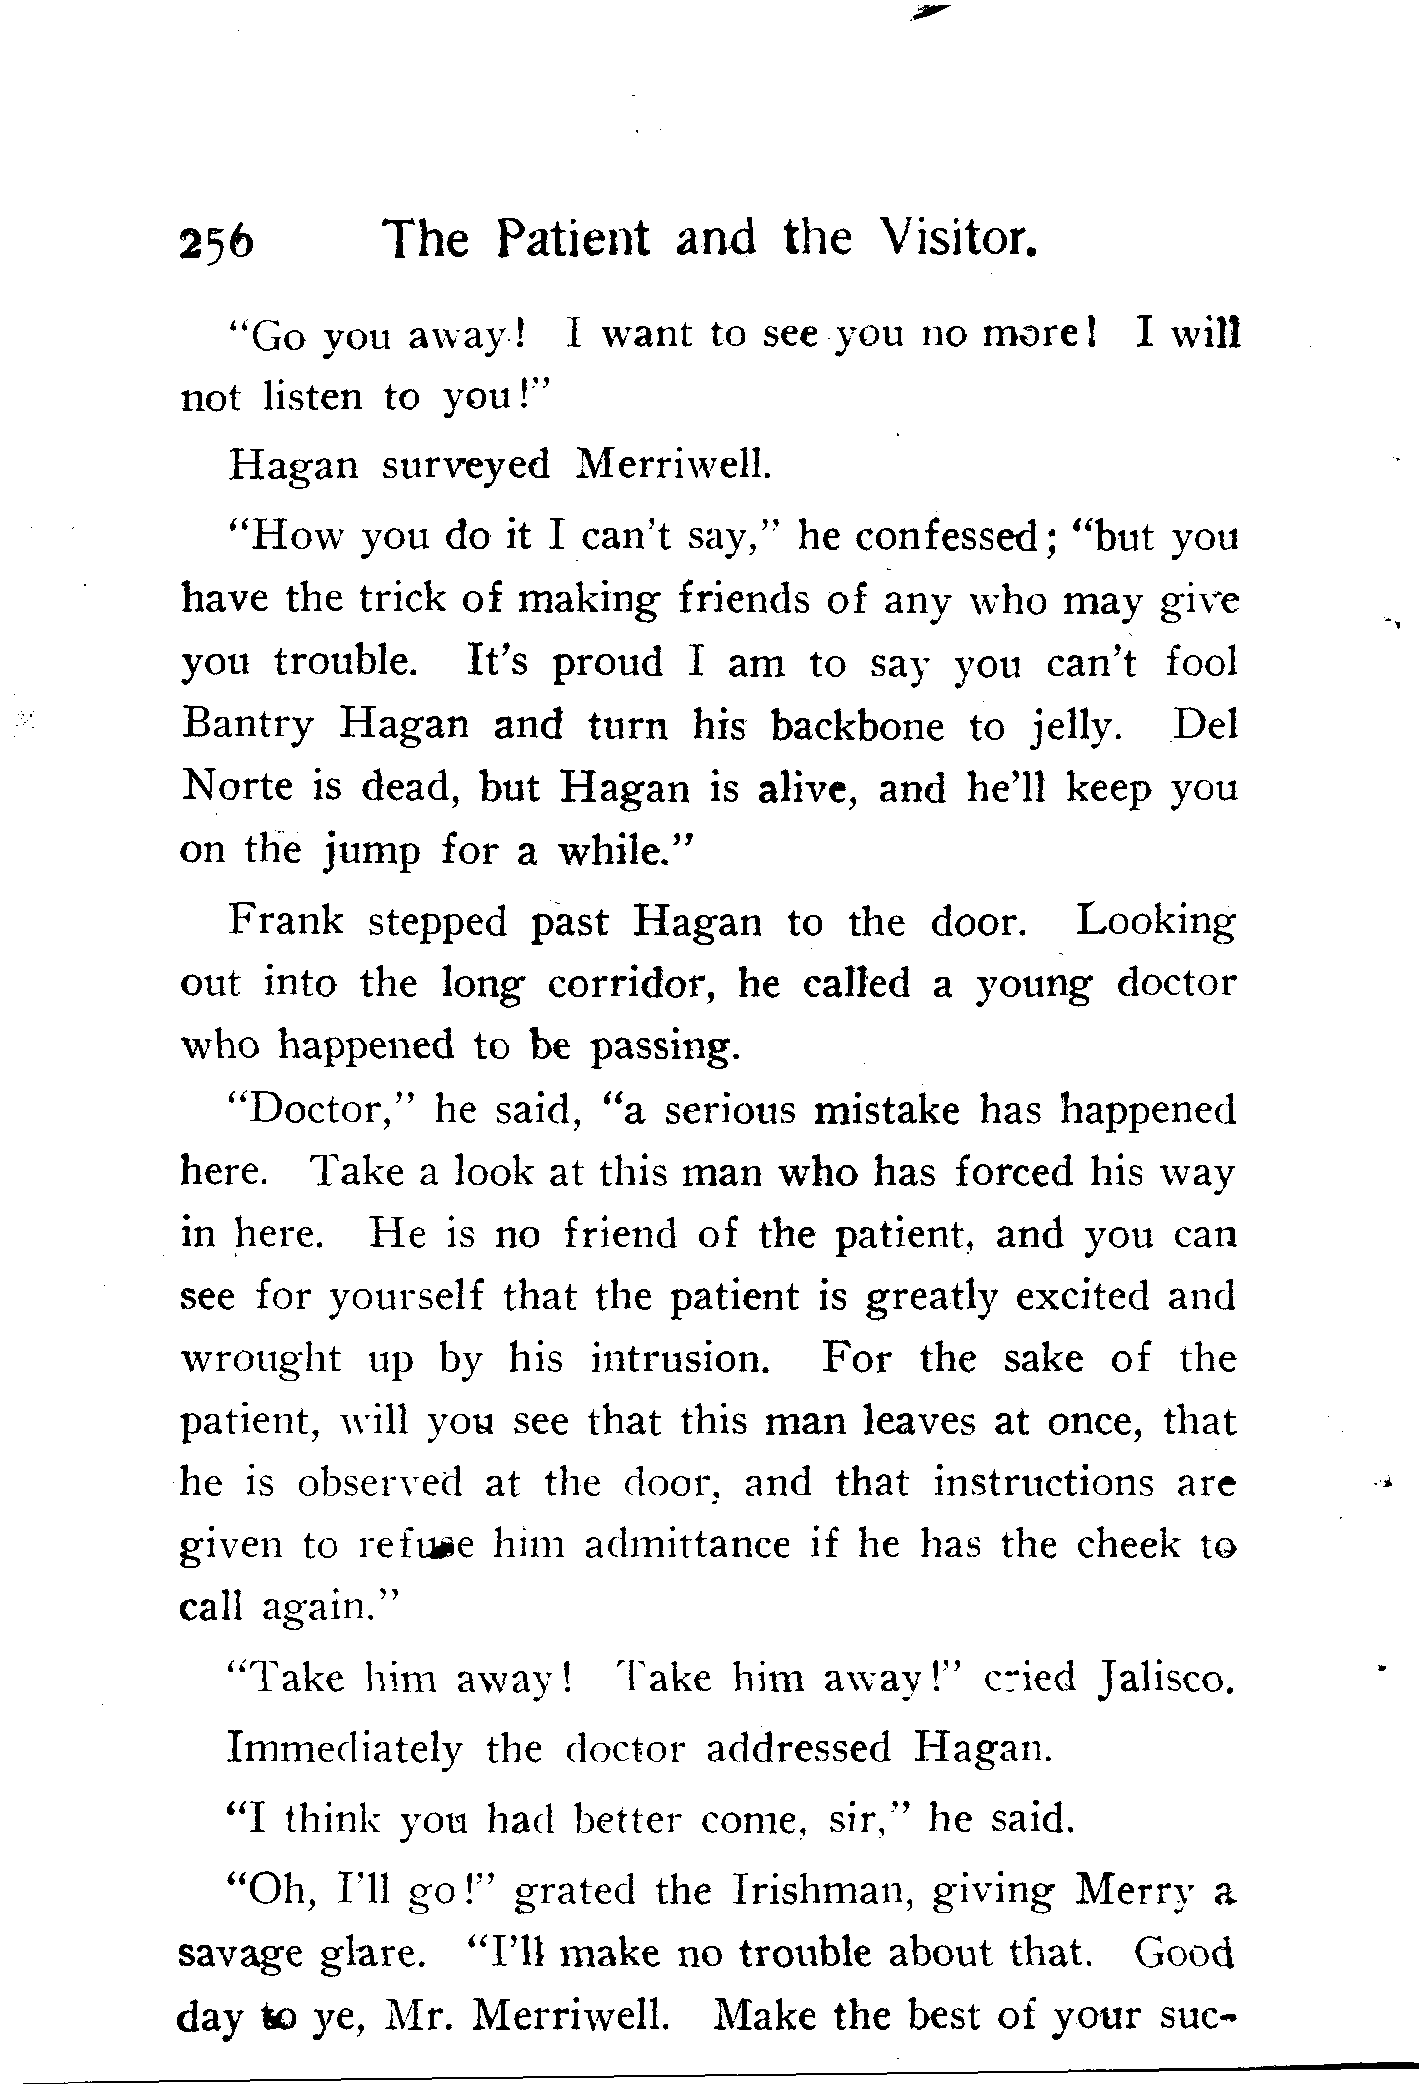 256 The Patient and the Visitor.
"Go you away! I want to see you no more! I will
not listen to you!"
Hagan surveyed Merriwell.
"How you do it I can't say," he confessed; "but you
have the trick of making friends of any who may give
you trouble. It's proud I am to say you can't fool
Bantry Hagan and turn his backbone to jelly. Del
Norte is dead, but Hagan is alive, and he'll keep you
on the jump for a while."
Frank stepped past Hagan to the door. Looking
out into the long corridor, he called a young doctor
who happened to be passing.
"Doctor," he said, "a serious mistake has happened
here. Take a look at this man who has forced his way
in here. He is no friend of the patient, and you can
see for yourself that the patient is greatly excited and
wrought up by his intrusion. For the sake of the
patient, will you see that this man leaves at once, that
he is observed at the door, and that instructions are
given to refuse him admittance if he has the cheek to
call again."
"Take him away! Take him away!" cried Jalisco.
Immediately the doctor addressed Hagan.
"I think you had better come, sir," he said.
"Oh, I'll go!" grated the Irishman, giving Merry a
savage glare. "I'll make no trouble about that. Good
day to ye, Mr. Merriwell. Make the best of your suc-